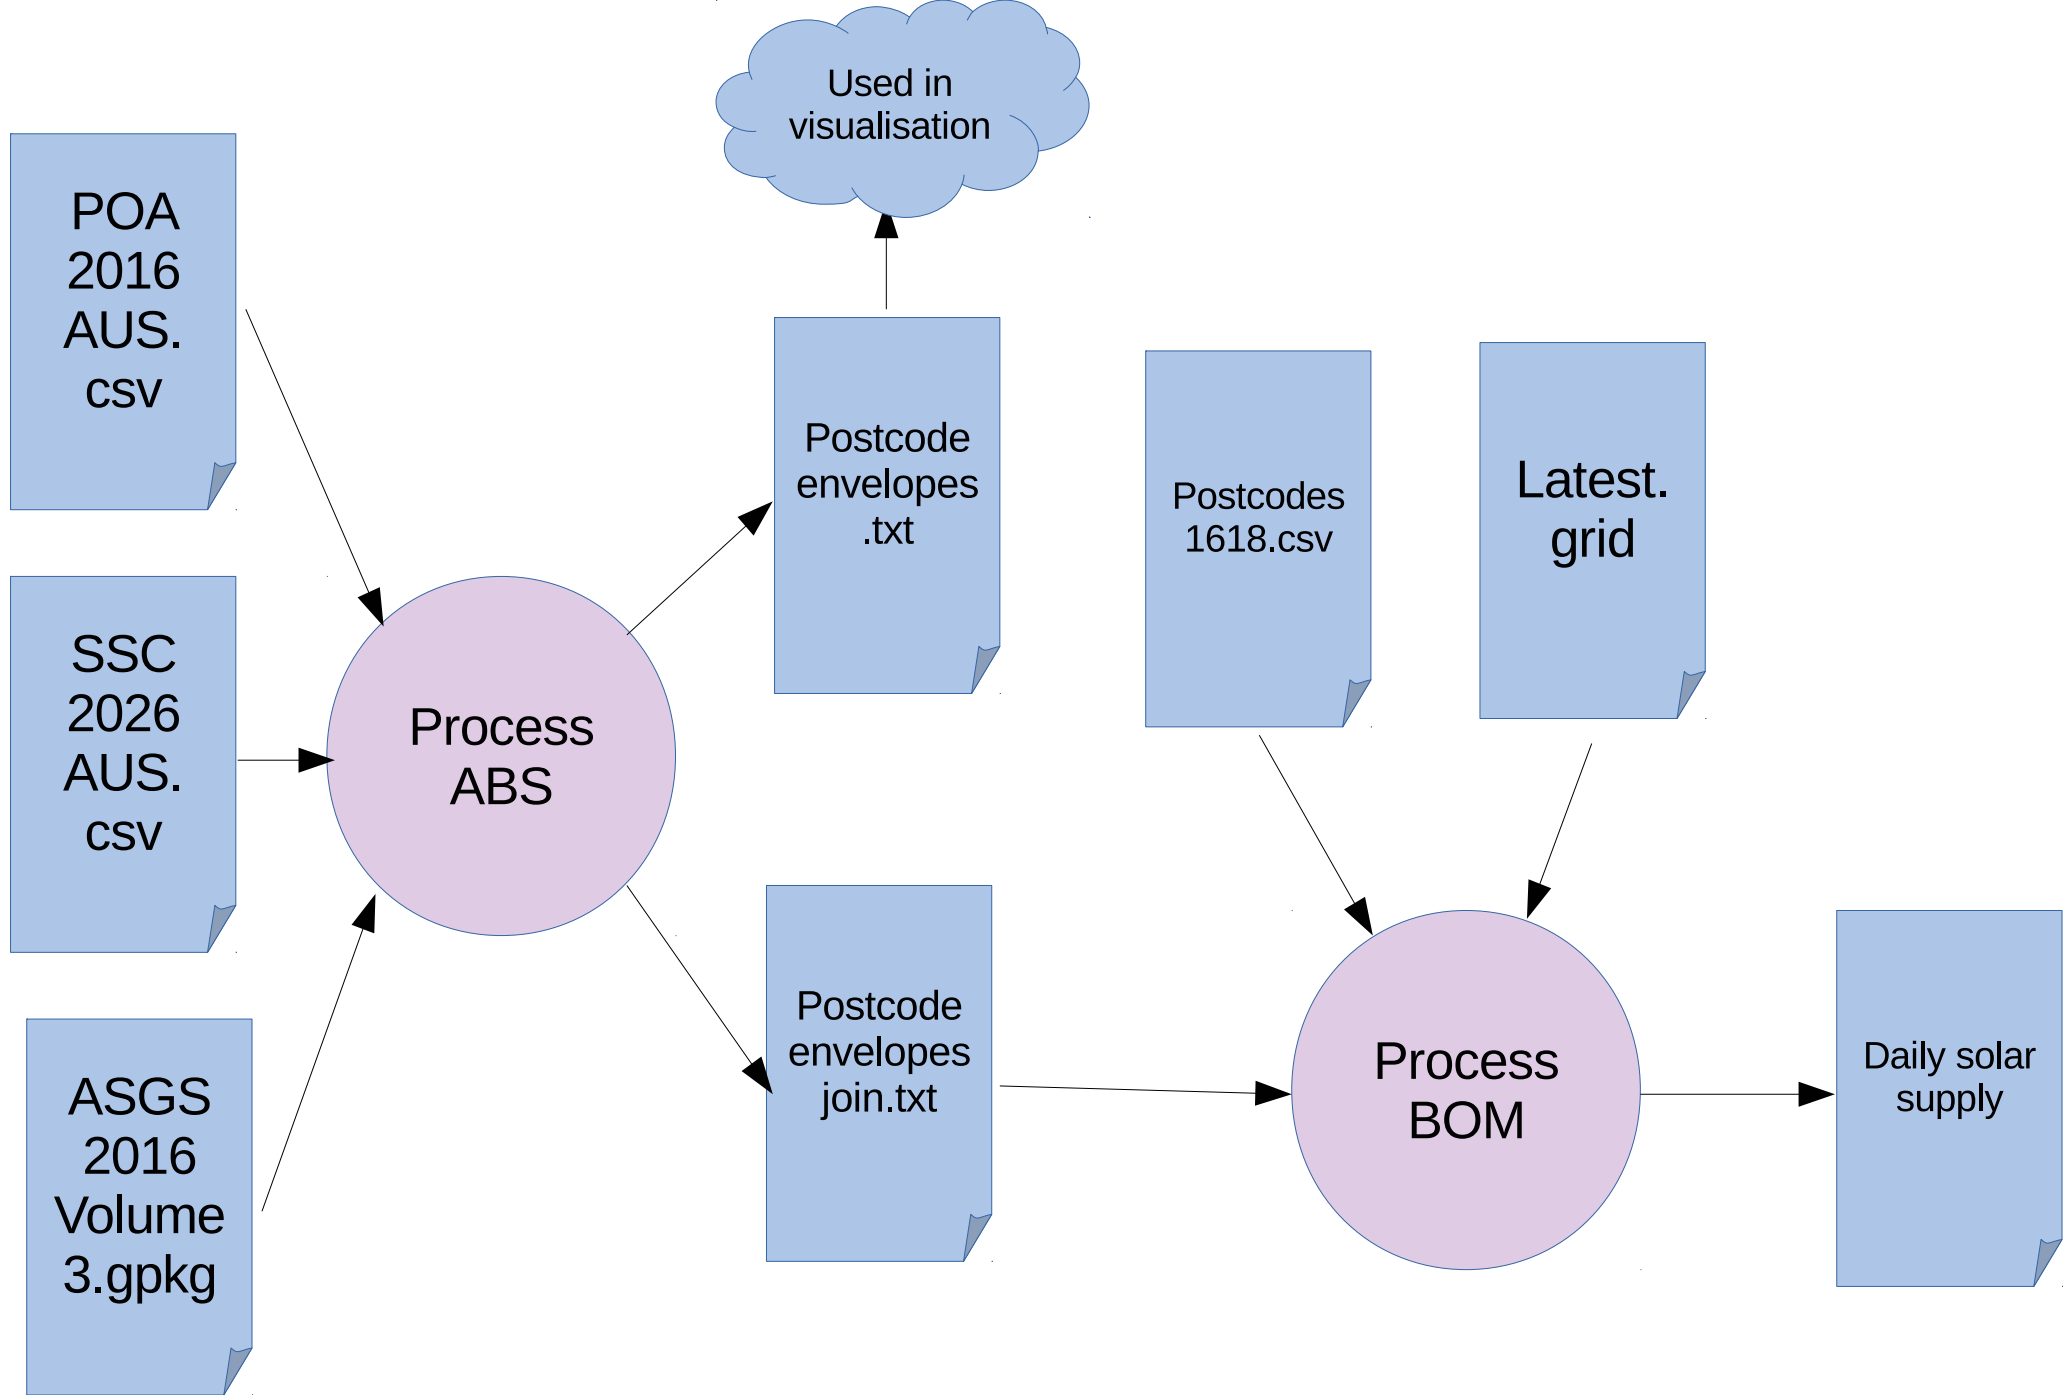 Used in
visualisation
POA
2016
AUS.
csv
Postcode
envelopes
.txt
Postcodes
1618.csv
Latest.
grid
SSC
2026
AUS.
csv
Process
ABS
Postcode
envelopes
join.txt
Process
BOM
Daily solar
supply
ASGS
2016
Volume
3.gpkg